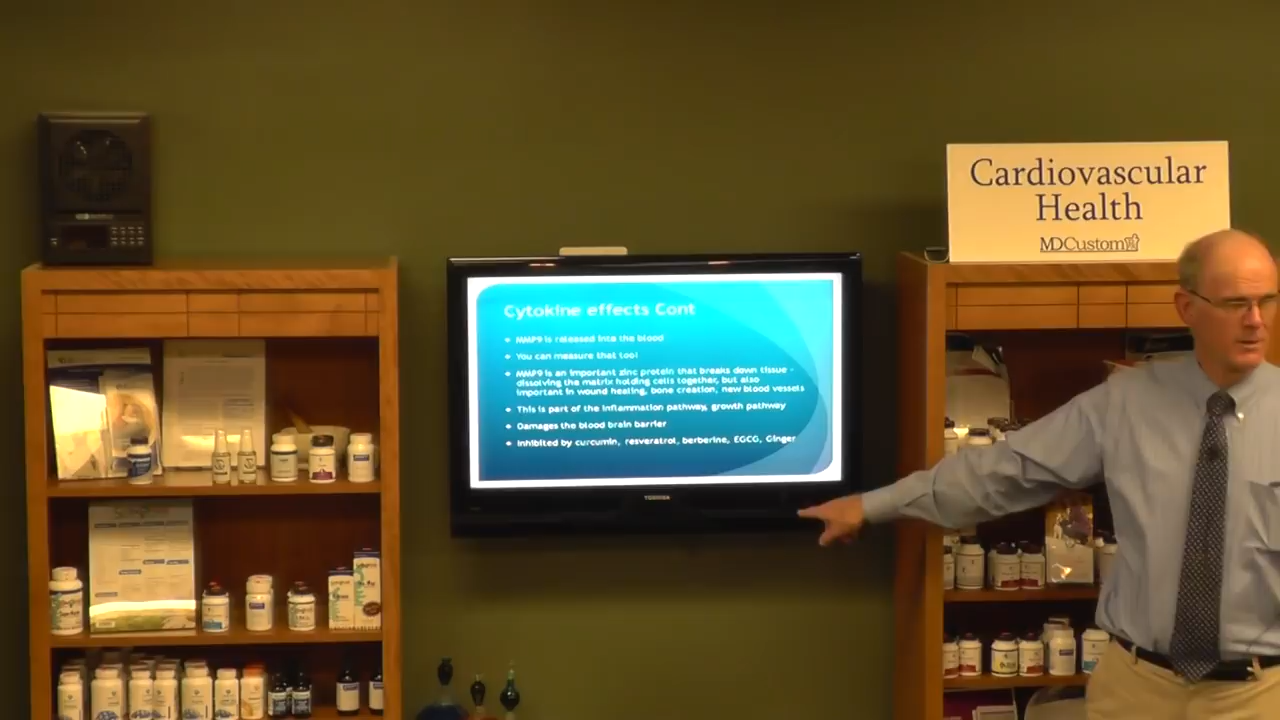 Cardiovascular
Health
MDCustomRx
Cytokine effects Cont
MMP9 is released into the blood
You can measure that too!
MMP9 is an important zinc protein that breaks down tissue -
dissolving the matrix holding cells together, but also
important in wound healing, bone creation, new blood vessels
This is part of the inflammation pathway, growth pathway
Damages the blood brain barrier
Inhibited by curcumin, resveratrol, berberine, EGCG, Ginger
TOSHIBA